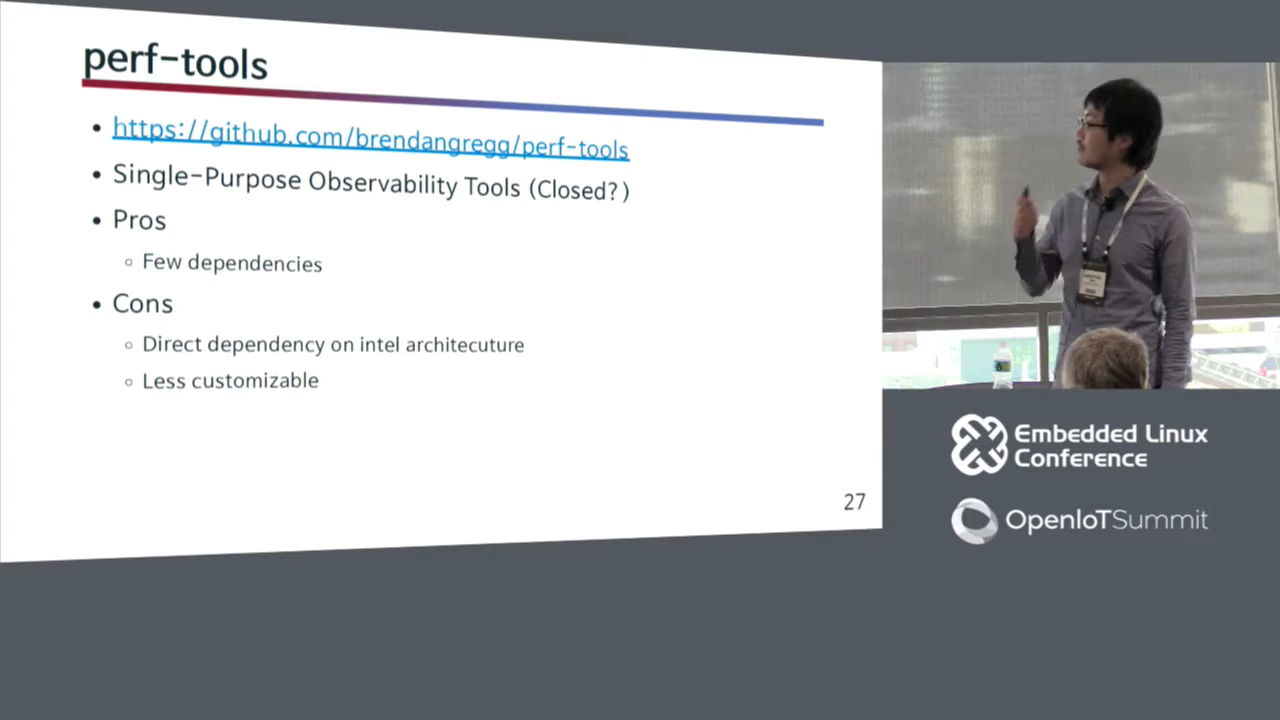 perf-tools
• https://github.com/brendangregg/perf-tools
• Single-Purpose Observability Tools (Closed?)
• Pros
◦ Few dependencies
• Cons
◦ Direct dependency on intel architecuture
◦ Less customizable
27
Embedded Linux
Conference
OpenIoTSummit